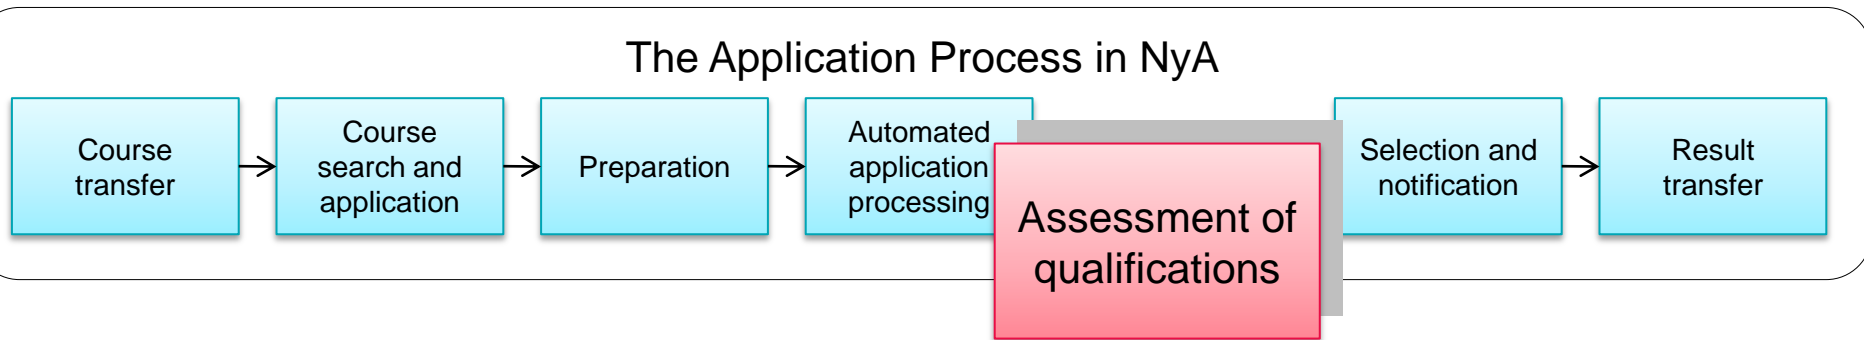 The Application Process in NyA
Course
transfer
Course
search and
application
Preparation
Automated
application
processing
Assessment of
qualifications
Selection and
notification
Result
transfer